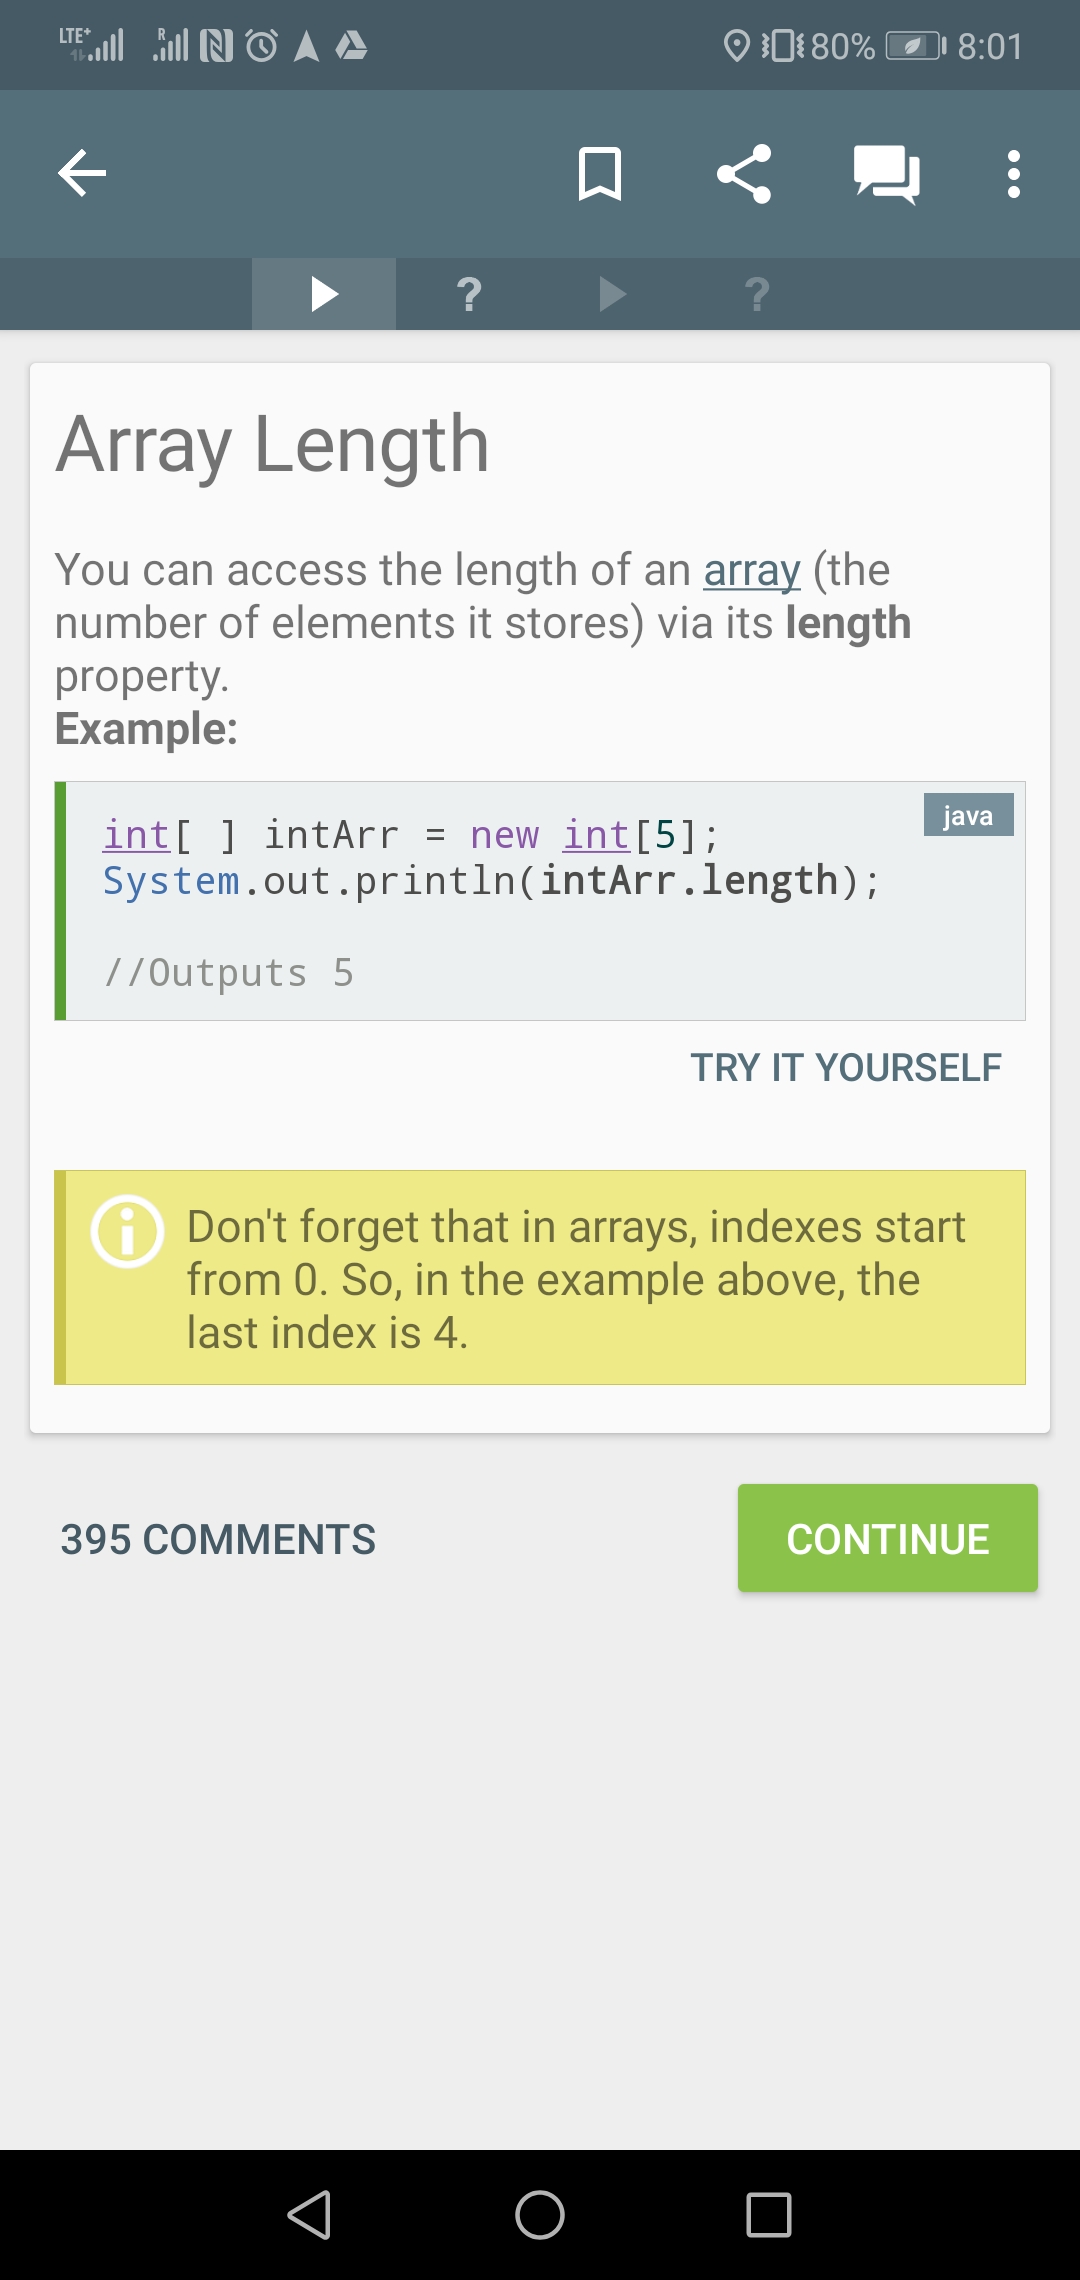 LTE+ R 80% 8:01
? ?
Array Length
You can access the length of an array (the
number of elements it stores) via its length
property.
Example:
java
int[ ] intArr = new int[5];
System.out.println(intArr.length);
//Outputs 5
TRY IT YOURSELF
Don't forget that in arrays, indexes start
from 0. So, in the example above, the
last index is 4.
395 COMMENTS
CONTINUE